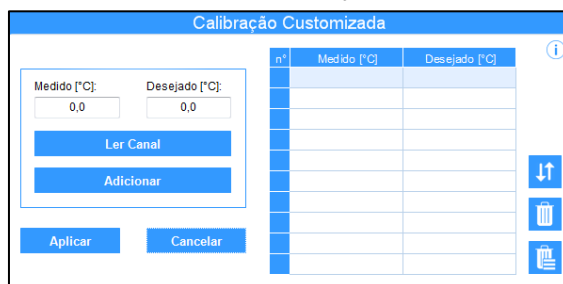 Calibração Customizada
i
n° Medido [°C] Desejado [°C]
Medido [°C]: Desejado [°C]:
0,0 0,0
Ler Canal
Adicionar
Aplicar Cancelar